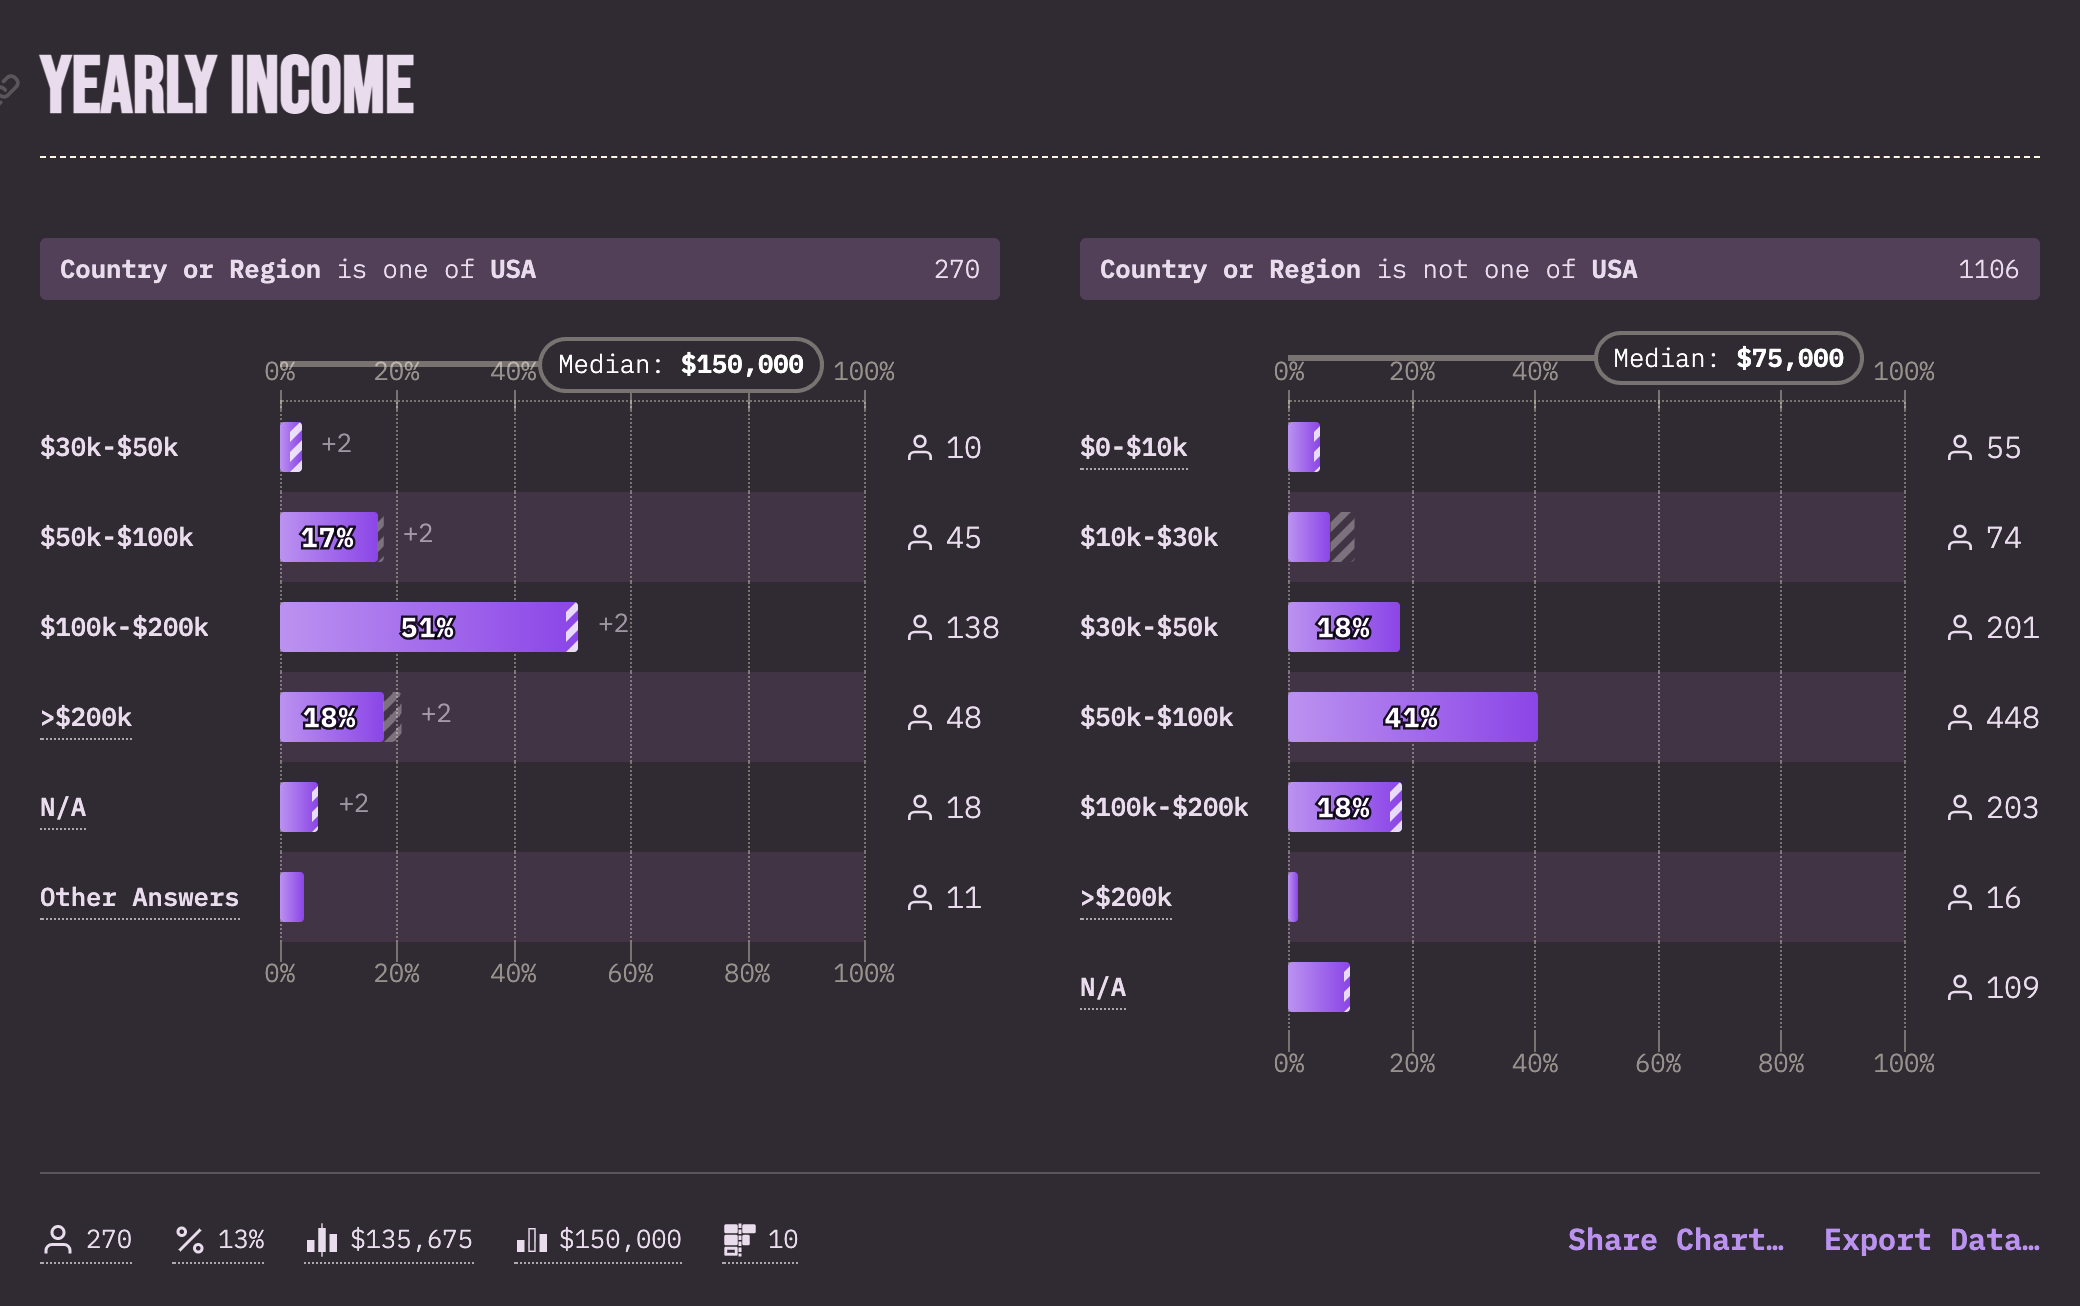 YEARLY INCOME
Country or Region is one of USA 270
0% 20% 40% Median: $150,000 100%
$30k-$50k +2 10
$50k-$100k 17% +2 45
$100k-$200k 51% +2 138
>$200k 18% +2 48
N/A +2 18
Other Answers 11
0% 20% 40% 60% 80% 100%
Country or Region is not one of USA 1106
0% 20% 40% Median: $75,000 100%
$0-$10k 55
$10k-$30k 74
$30k-$50k 18% 201
$50k-$100k 41% 448
$100k-$200k 18% 203
>$200k 16
N/A 109
0% 20% 40% 60% 80% 100%
270 13% $135,675 $150,000 10 Share Chart… Export Data…